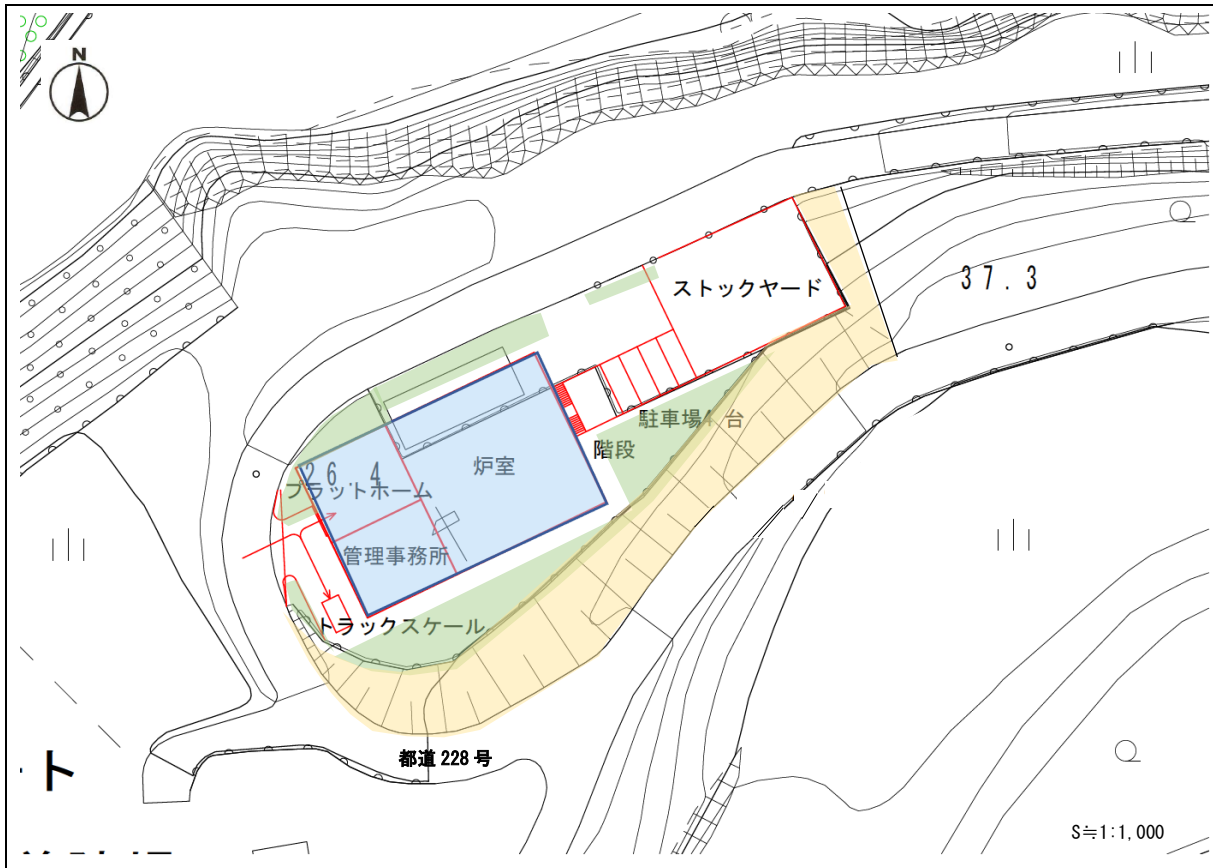 N
ストックヤード
37.3
駐車場4台
階段
炉室
26.4
プラットホーム
管理事務所
トラックスケール
都道228号
ート
S≒1:1,000